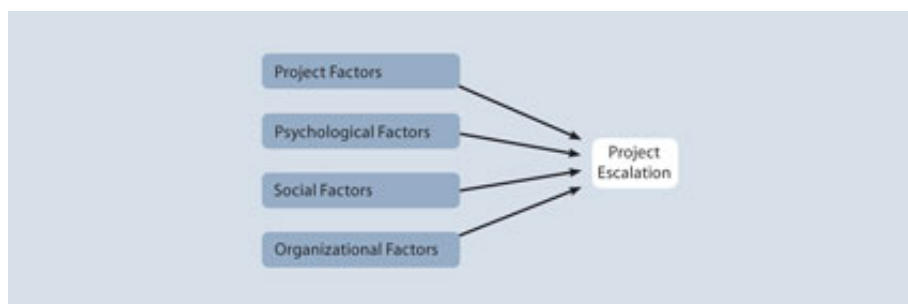 Project Factors
Psychological Factors
Social Factors
Organizational Factors
Project
Escalation